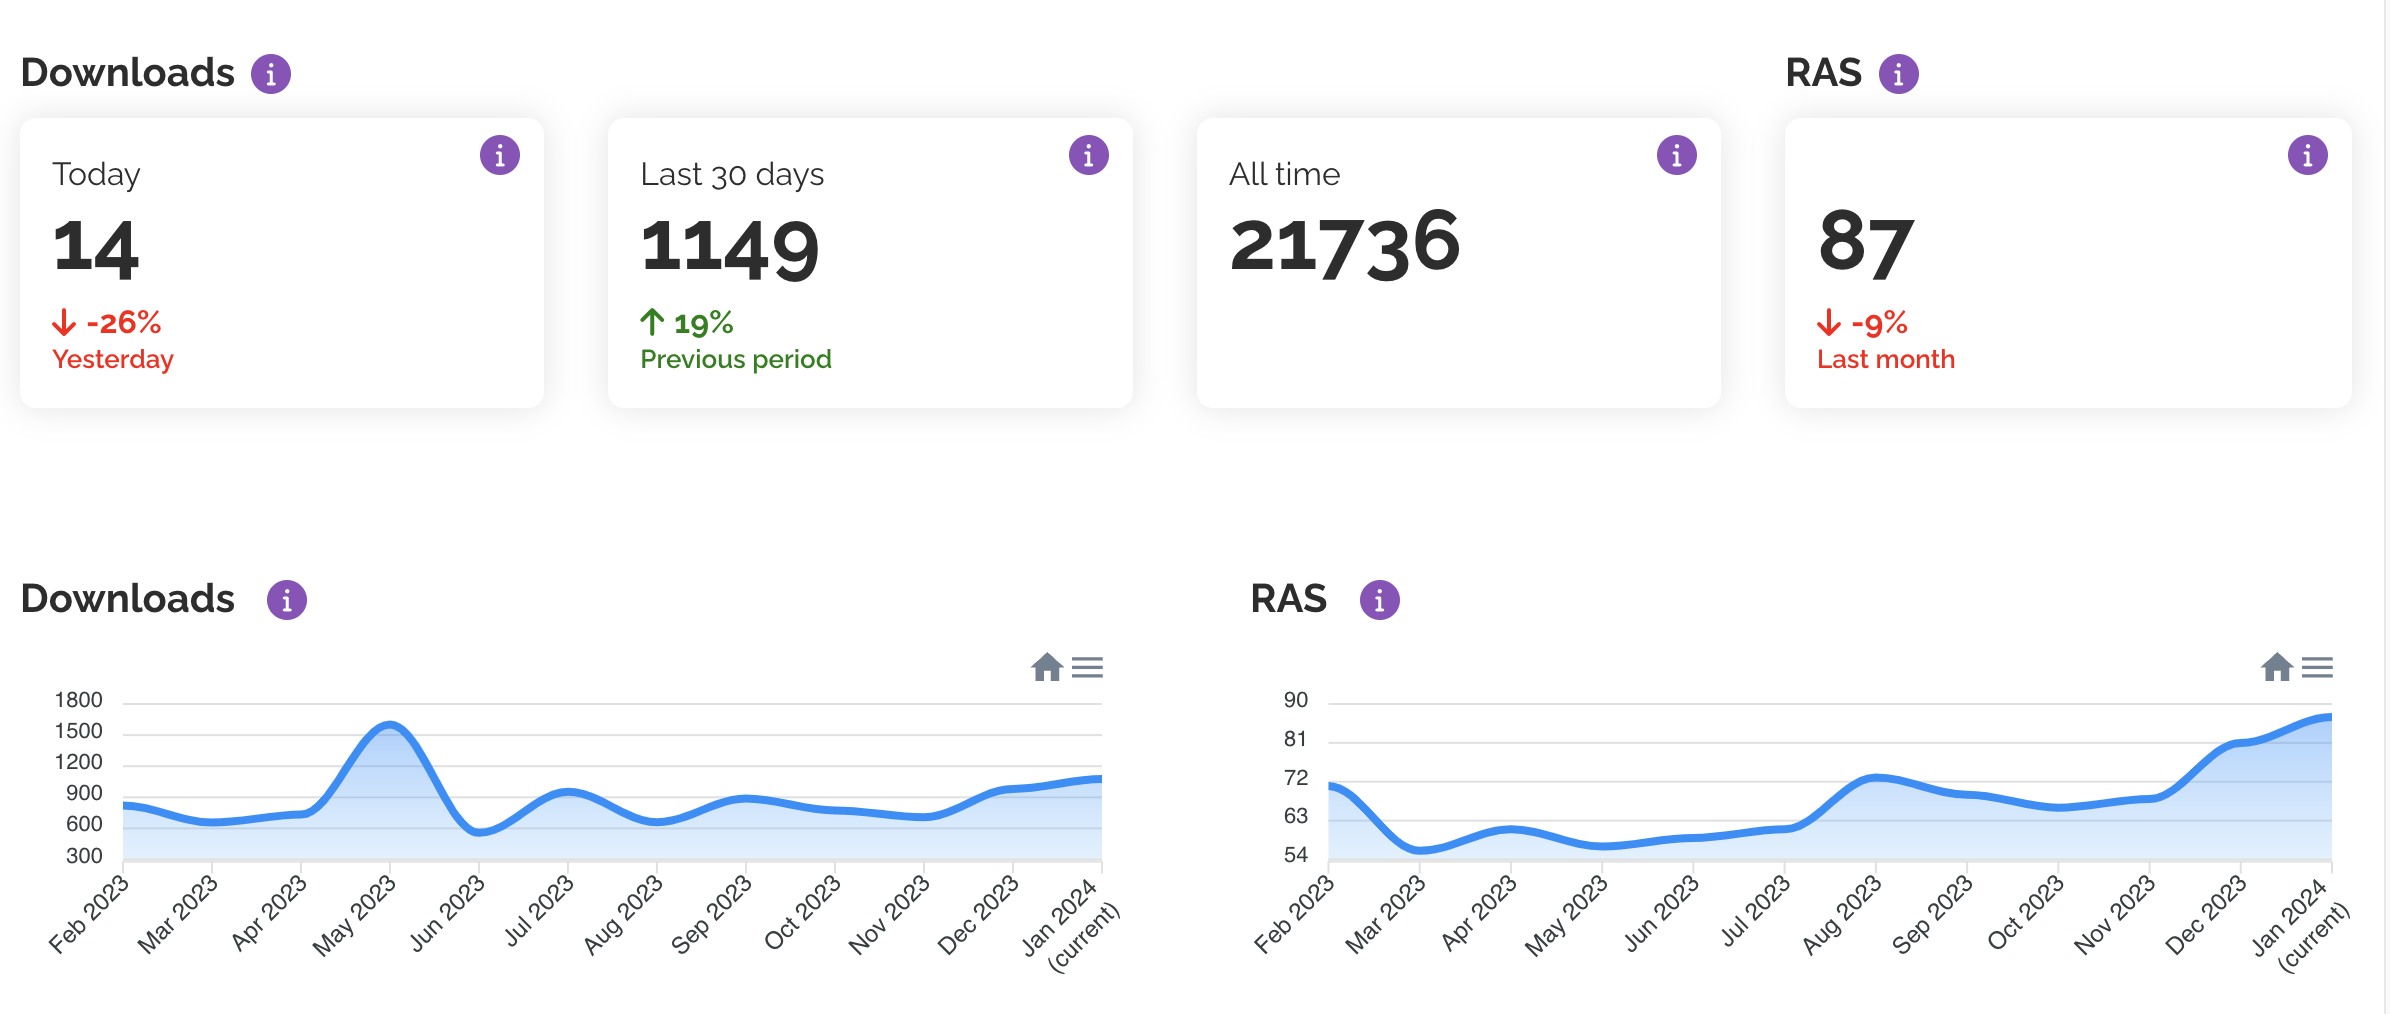 Downloads
RAS
Today
14
-26%
Yesterday
Last 30 days
1149
19%
Previous period
All time
21736
87
-9%
Last month
Downloads
1800
1500
1200
900
600
300
Feb 2023
Mar 2023
Apr 2023
May 2023
Jun 2023
Jul 2023
Aug 2023
Sep 2023
Oct 2023
Nov 2023
Dec 2023
Jan 2024
(current)
RAS
90
81
72
63
54
Feb 2023
Mar 2023
Apr 2023
May 2023
Jun 2023
Jul 2023
Aug 2023
Sep 2023
Oct 2023
Nov 2023
Dec 2023
Jan 2024
(current)